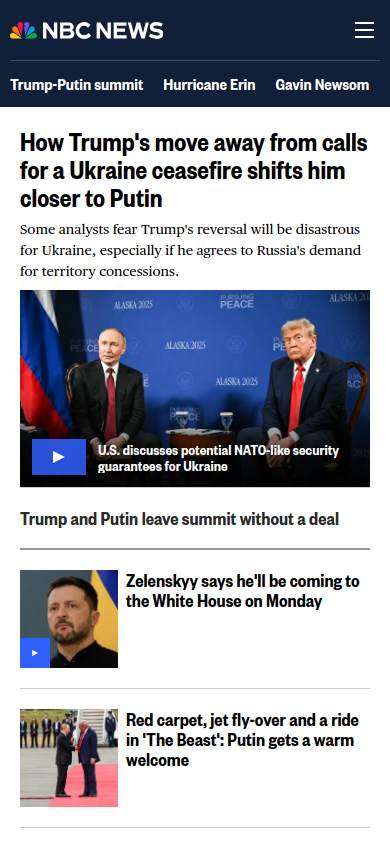 NBC NEWS
Trump-Putin summit Hurricane Erin Gavin Newsom
How Trump's move away from calls
for a Ukraine ceasefire shifts him
closer to Putin
Some analysts fear Trump's reversal will be disastrous
for Ukraine, especially if he agrees to Russia's demand
for territory concessions.
ALASKA 2025
PURSUING
PEACE
ALASKA 2025
ALASKA 2025
ALASKA 2025
U.S. discusses potential NATO-like security
guarantees for Ukraine
Trump and Putin leave summit without a deal
Zelenskyy says he'll be coming to
the White House on Monday
Red carpet, jet fly-over and a ride
in 'The Beast': Putin gets a warm
welcome